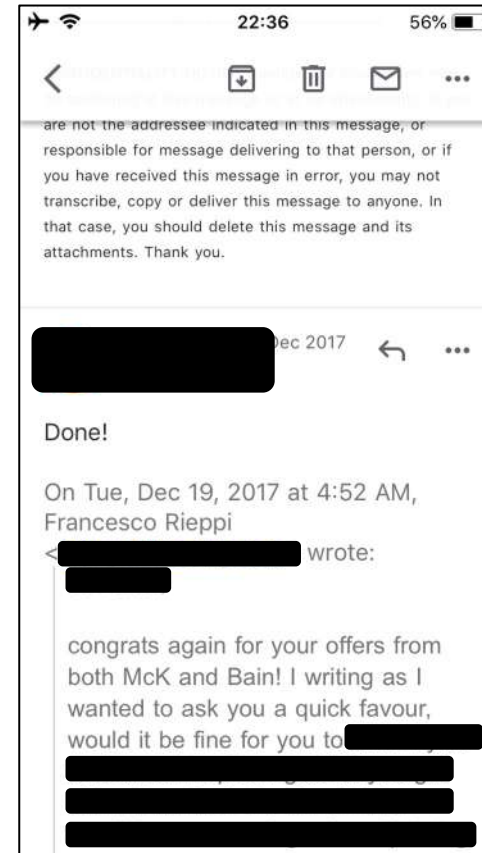 22:36
56%
are not the addressee indicated in this message, or
responsible for message delivering to that person, or if
you have received this message in error, you may not
transcribe, copy or deliver this message to anyone. In
that case, you should delete this message and its
attachments. Thank you.
Dec 2017
Done!
On Tue, Dec 19, 2017 at 4:52 AM,
Francesco Rieppi
< wrote:
congrats again for your offers from
both McK and Bain! I writing as I
wanted to ask you a quick favour,
would it be fine for you to